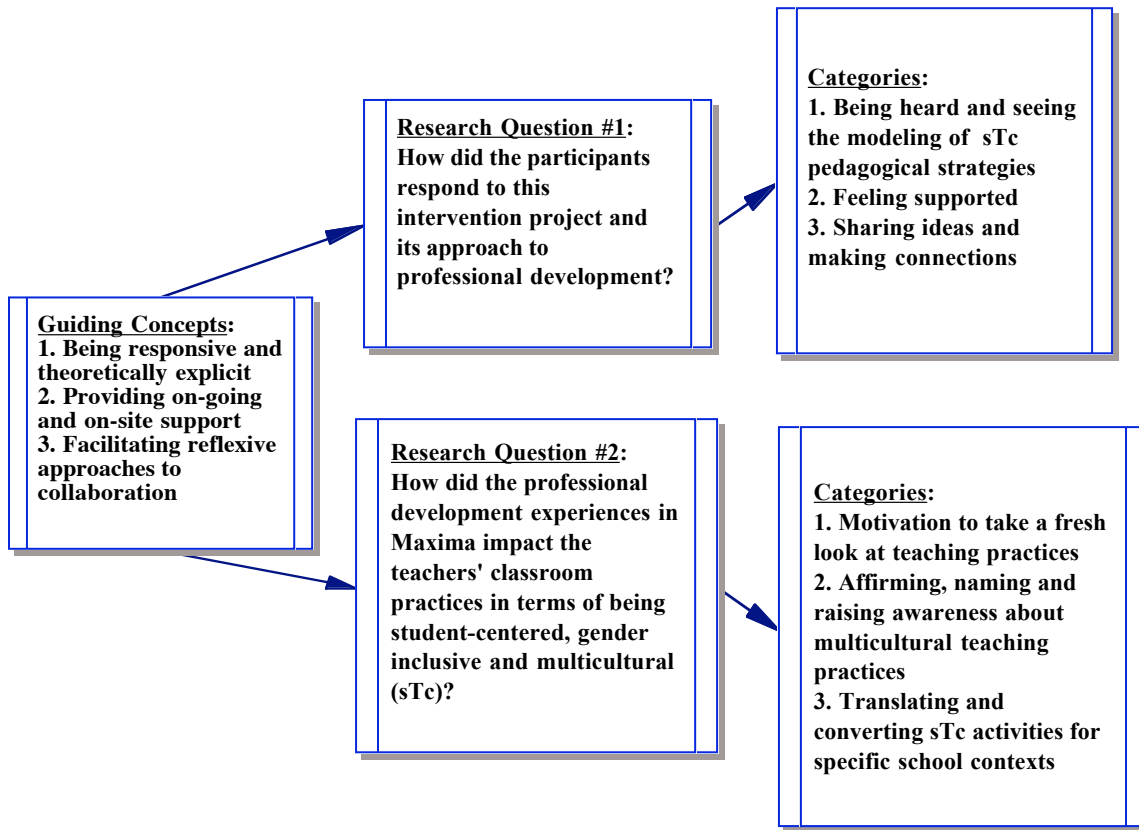 Guiding Concepts:
1. Being responsive and
theoretically explicit
2. Providing on-going
and on-site support
3. Facilitating reflexive
approaches to
collaboration
Research Question #1:
How did the participants
respond to this
intervention project and
its approach to
professional development?
Categories:
1. Being heard and seeing
the modeling of sTc
pedagogical strategies
2. Feeling supported
3. Sharing ideas and
making connections
Research Question #2:
How did the professional
development experiences in
Maxima impact the
teachers' classroom
practices in terms of being
student-centered, gender
inclusive and multicultural
(sTc)?
Categories:
1. Motivation to take a fresh
look at teaching practices
2. Affirming, naming and
raising awareness about
multicultural teaching
practices
3. Translating and
converting sTc activities for
specific school contexts